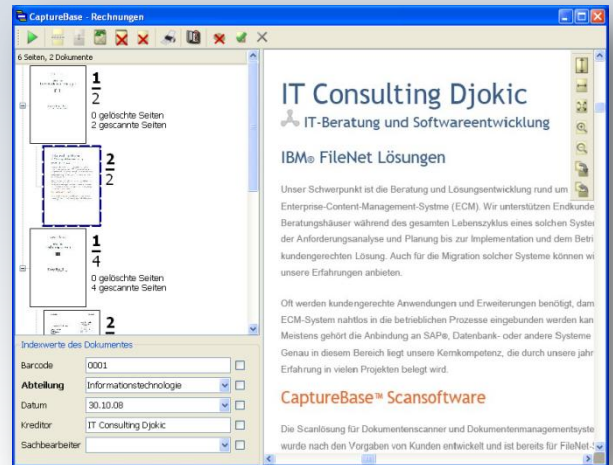 CaptureBase - Rechnungen
6 Seiten, 2 Dokumente
1
2
0 gelöschte Seiten
2 gescannte Seiten
2
2
1
4
0 gelöschte Seiten
4 gescannte Seiten
2
Indexwerte des Dokumentes
Barcode 0001
Abteilung Informationstechnologie
Datum 30.10.08
Kreditor IT Consulting Djokic
Sachbearbeiter
IT Consulting Djokic
IT-Beratung und Softwareentwicklung
IBM® FileNet Lösungen
Unser Schwerpunkt ist die Beratung und Lösungsentwicklung rund um
Enterprise-Content-Management-Systme (ECM). Wir unterstützen Endkunde
Beratungshäuser während des gesamten Lebenszyklus eines solchen System
der Anforderungsanalyse und Planung bis zur Implementation und dem Betri
kundengerechten Lösung. Auch für die Migration solcher Systeme können wi
unsere Erfahrungen anbieten.
Oft werden kundengerechte Anwendungen und Erweiterungen benötigt, dam
ECM-System nahtlos in die betrieblichen Prozesse eingebunden werden kan
Meistens gehört die Anbindung an SAP®, Datenbank- oder andere Systeme
Genau in diesem Bereich liegt unsere Kernkompetenz, die durch unsere jahr
Erfahrung in vielen Projekten belegt wird.
CaptureBase™ Scansoftware
Die Scanlösung für Dokumentenscanner und Dokumentenmanagementsyste
wurde nach den Vorgaben von Kunden entwickelt und ist bereits für FileNet-